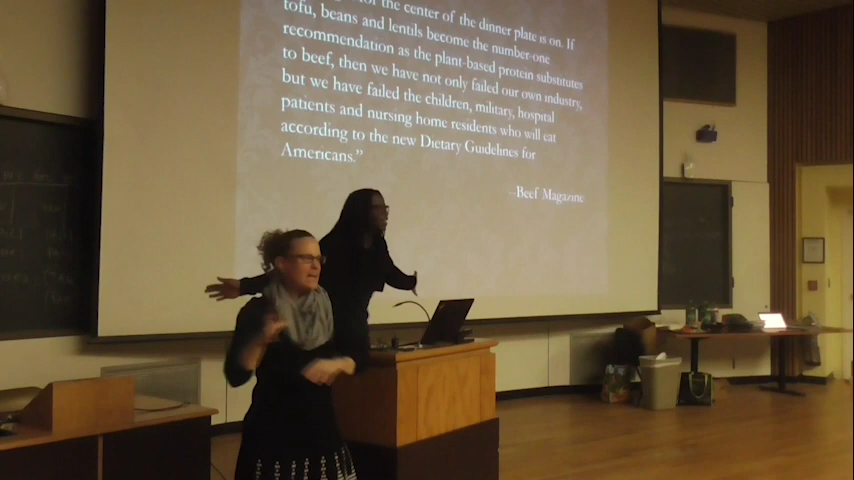 for the center of the dinner plate is on. If
tofu, beans and lentils become the number-one
recommendation as the plant-based protein substitutes
to beef, then we have not only failed our own industry,
but we have failed the children, military, hospital
patients and nursing home residents who will eat
according to the new Dietary Guidelines for
Americans.”
–Beef Magazine